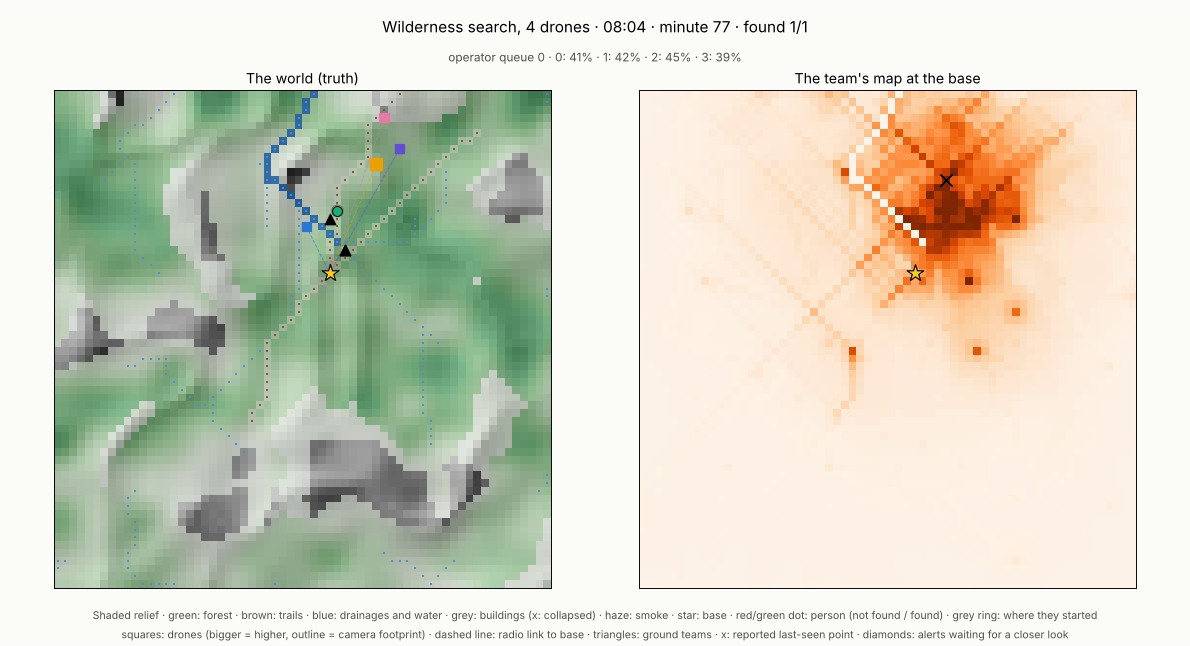 Wilderness search, 4 drones · 08:04 · minute 77 · found 1/1
operator queue 0 · 0: 41% · 1: 42% · 2: 45% · 3: 39%
The world (truth)
The team's map at the base
Shaded relief · green: forest · brown: trails · blue: drainages and water · grey: buildings (x: collapsed) · haze: smoke · star: base · red/green dot: person (not found / found) · grey ring: where they started
squares: drones (bigger = higher, outline = camera footprint) · dashed line: radio link to base · triangles: ground teams · x: reported last-seen point · diamonds: alerts waiting for a closer look